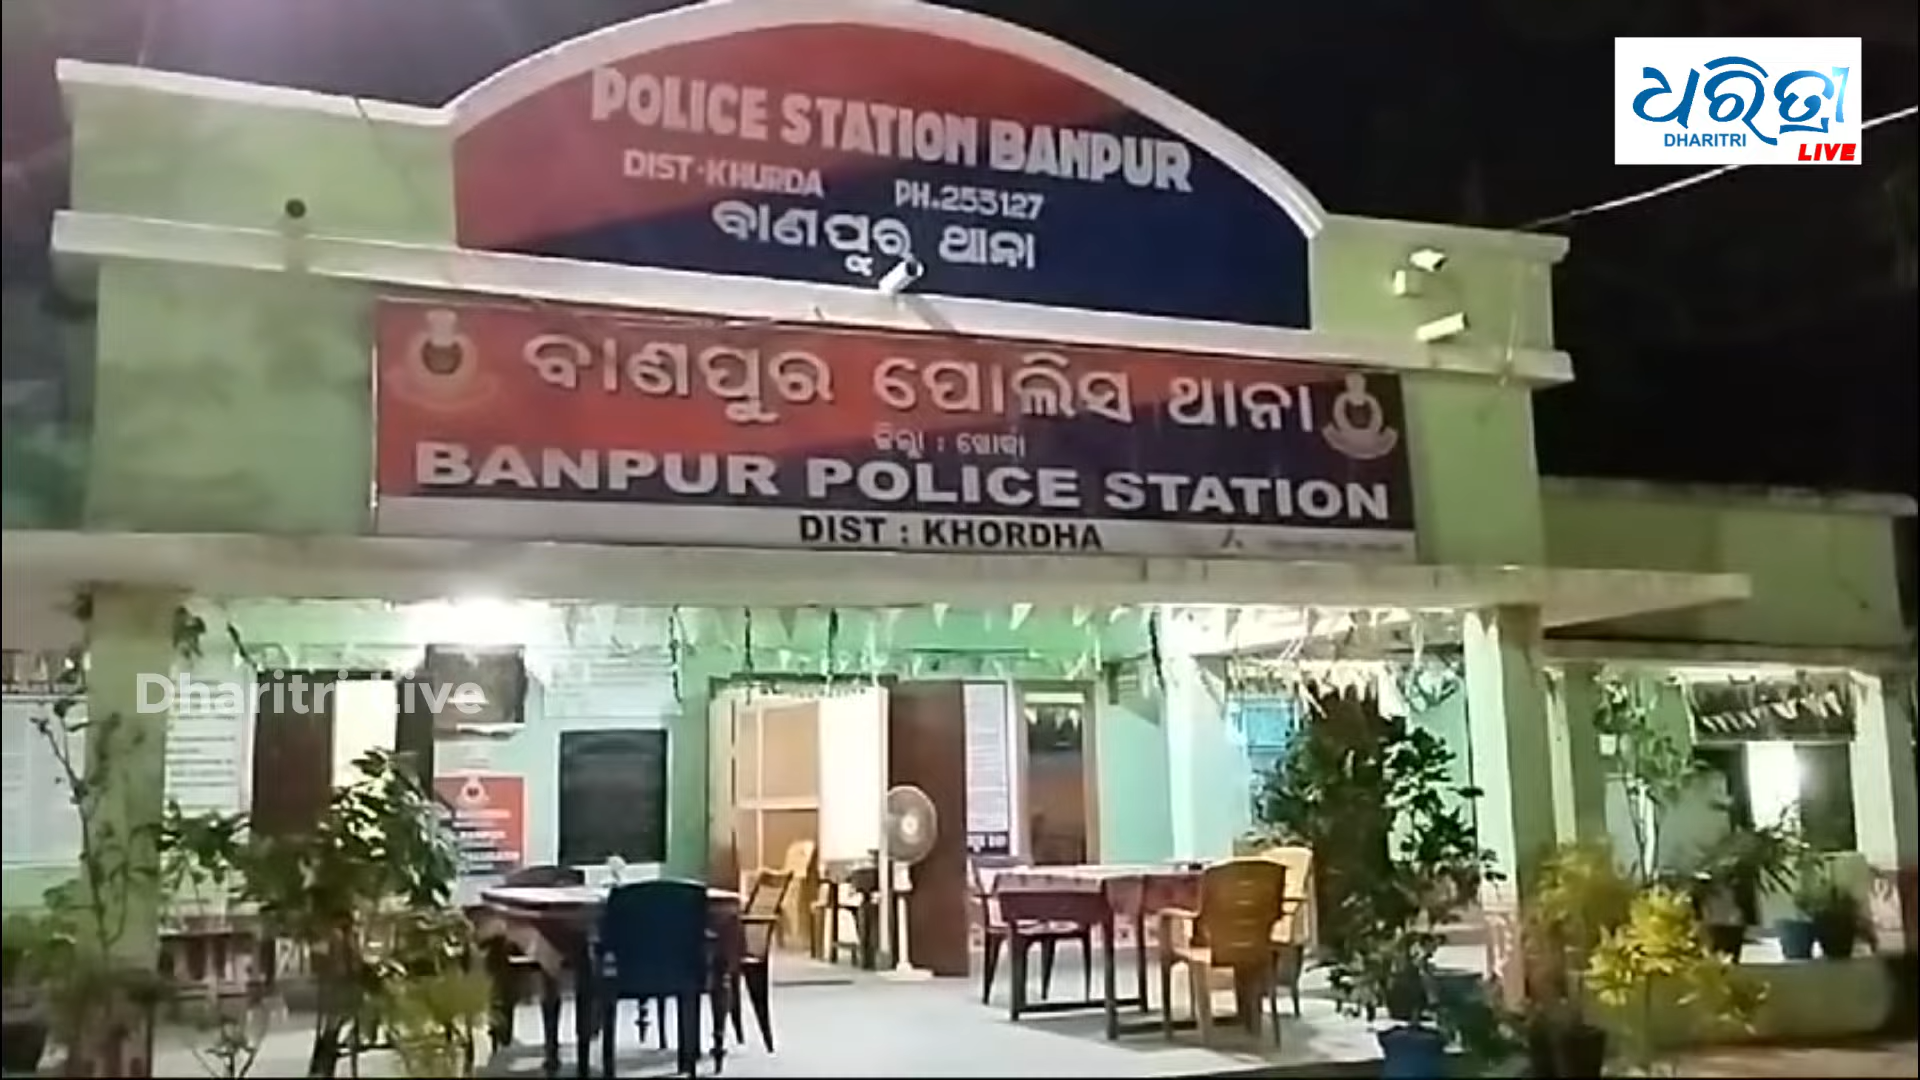 POLICE STATION BANPUR
DIST-KHURDA PH.253127
ବାଣପୁର ଥାନା
ବାଣପୁର ପୋଲିସ ଥାନା
ଜିଲ୍ଲା : ଖୋର୍ଦ୍ଧା
BANPUR POLICE STATION
DIST : KHORDHA
ଧରିତ୍ରୀ
DHARITRI
LIVE
Dharitri Live